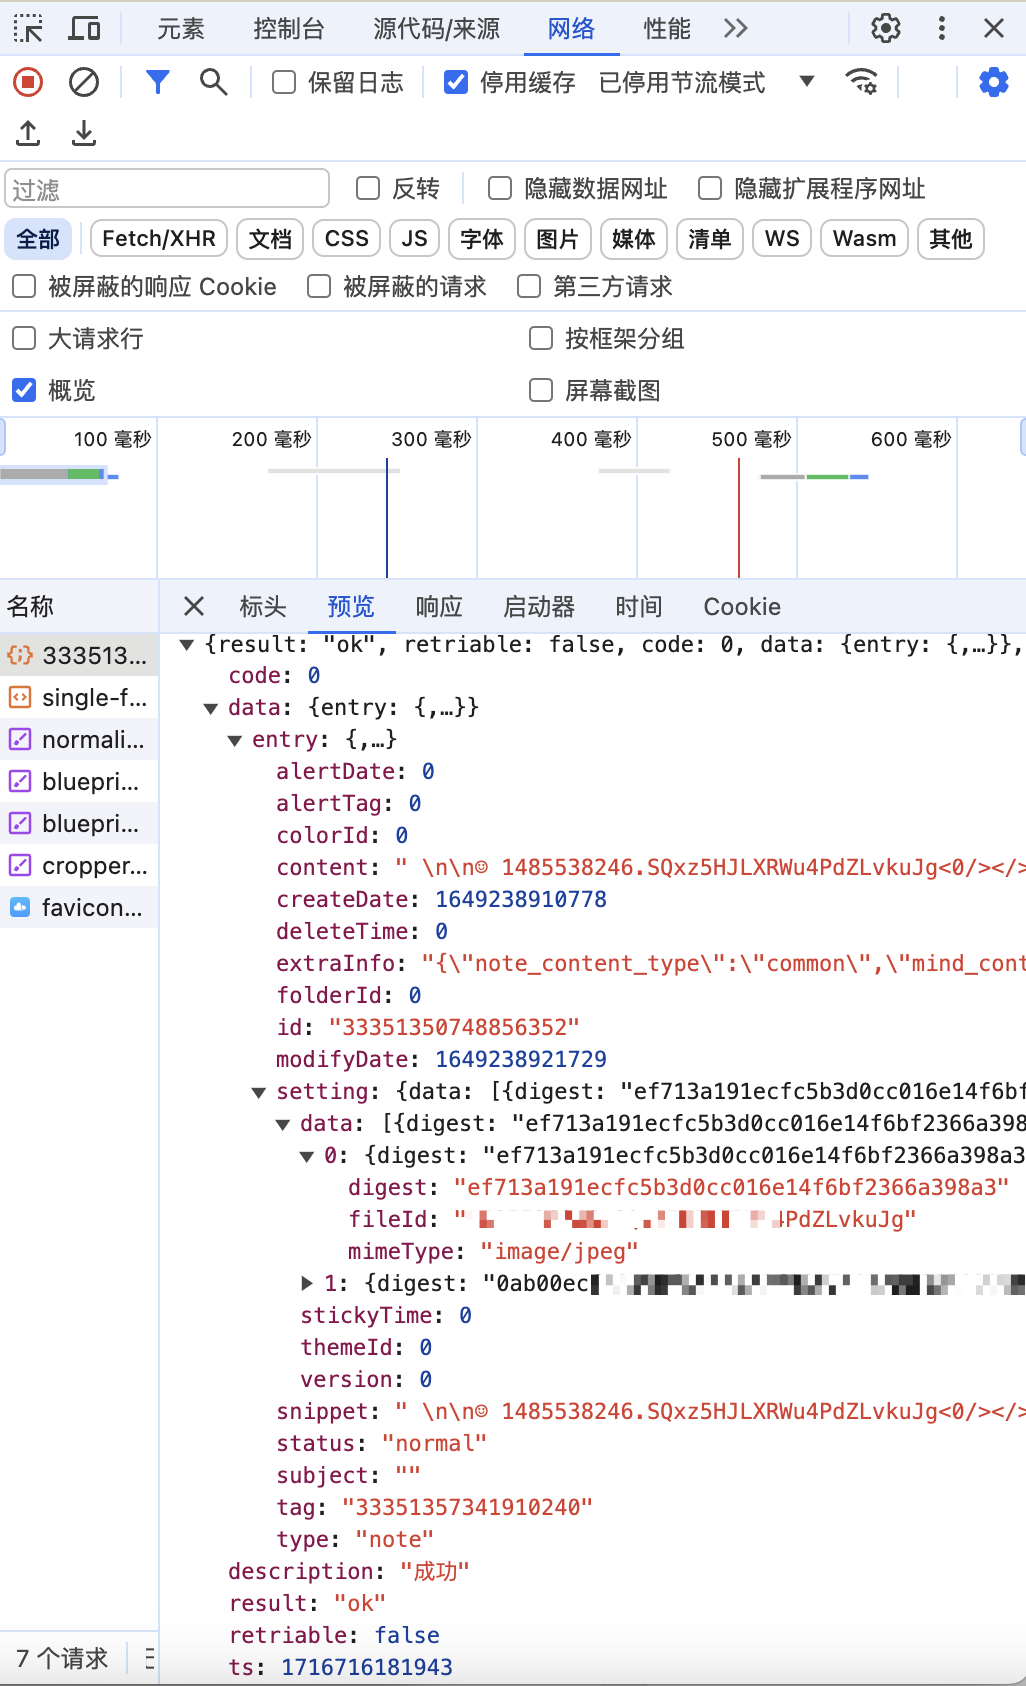 元素 控制台 源代码/来源 网络 性能
保留日志 停用缓存 已停用节流模式
过滤 反转 隐藏数据网址 隐藏扩展程序网址
全部 Fetch/XHR 文档 CSS JS 字体 图片 媒体 清单 WS Wasm 其他
被屏蔽的响应 Cookie 被屏蔽的请求 第三方请求
大请求行 按框架分组
概览 屏幕截图
100 毫秒 200 毫秒 300 毫秒 400 毫秒 500 毫秒 600 毫秒
名称 标头 预览 响应 启动器 时间 Cookie
333513...
single-f...
normali...
bluepri...
bluepri...
cropper...
favicon...
7 个请求
{result: "ok", retriable: false, code: 0, data: {entry: {,…}},
code: 0
data: {entry: {,…}}
entry: {,…}
alertDate: 0
alertTag: 0
colorId: 0
content: " \n\n☺ 1485538246.SQxz5HJLXRWu4PdZLvkuJg<0/></>
createDate: 1649238910778
deleteTime: 0
extraInfo: "{\"note_content_type\":\"common\",\"mind_cont
folderId: 0
id: "33351350748856352"
modifyDate: 1649238921729
setting: {data: [{digest: "ef713a191ecfc5b3d0cc016e14f6bf
data: [{digest: "ef713a191ecfc5b3d0cc016e14f6bf2366a398
0: {digest: "ef713a191ecfc5b3d0cc016e14f6bf2366a398a3
digest: "ef713a191ecfc5b3d0cc016e14f6bf2366a398a3"
fileId: " PdZLvkuJg"
mimeType: "image/jpeg"
1: {digest: "0ab00ec
stickyTime: 0
themeId: 0
version: 0
snippet: " \n\n☺ 1485538246.SQxz5HJLXRWu4PdZLvkuJg<0/></>
status: "normal"
subject: ""
tag: "33351357341910240"
type: "note"
description: "成功"
result: "ok"
retriable: false
ts: 1716716181943